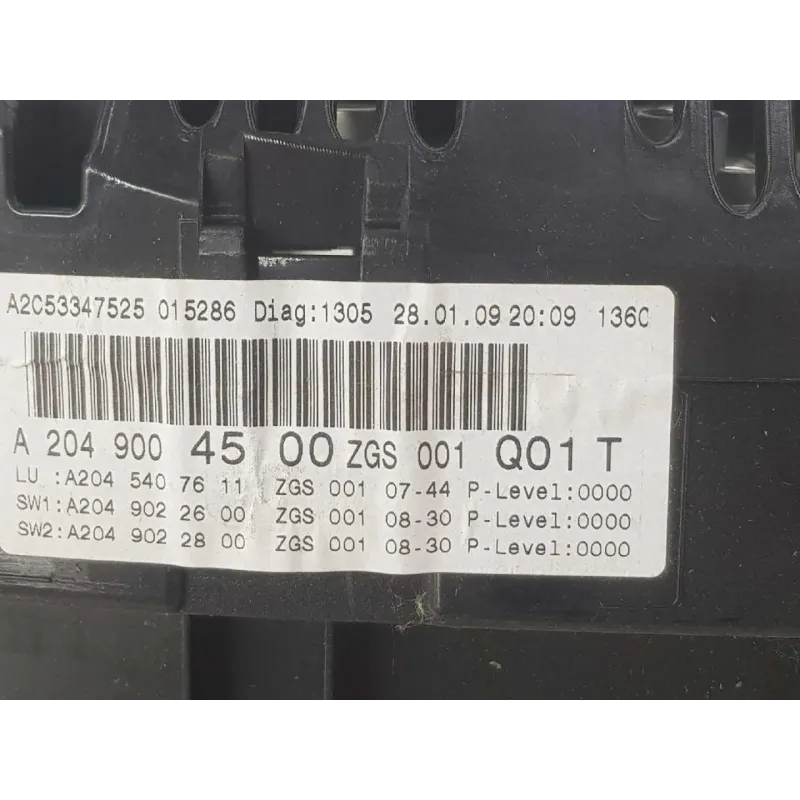 A2C53347525 015286 Diag:1305 28.01.09 20:09 1360
A 204 900 45 00 ZGS 001 Q01 T
LU :A204 540 76 11 ZGS 001 07-44 P-Level:0000
SW1:A204 902 26 00 ZGS 001 08-30 P-Level:0000
SW2:A204 902 28 00 ZGS 001 08-30 P-Level:0000